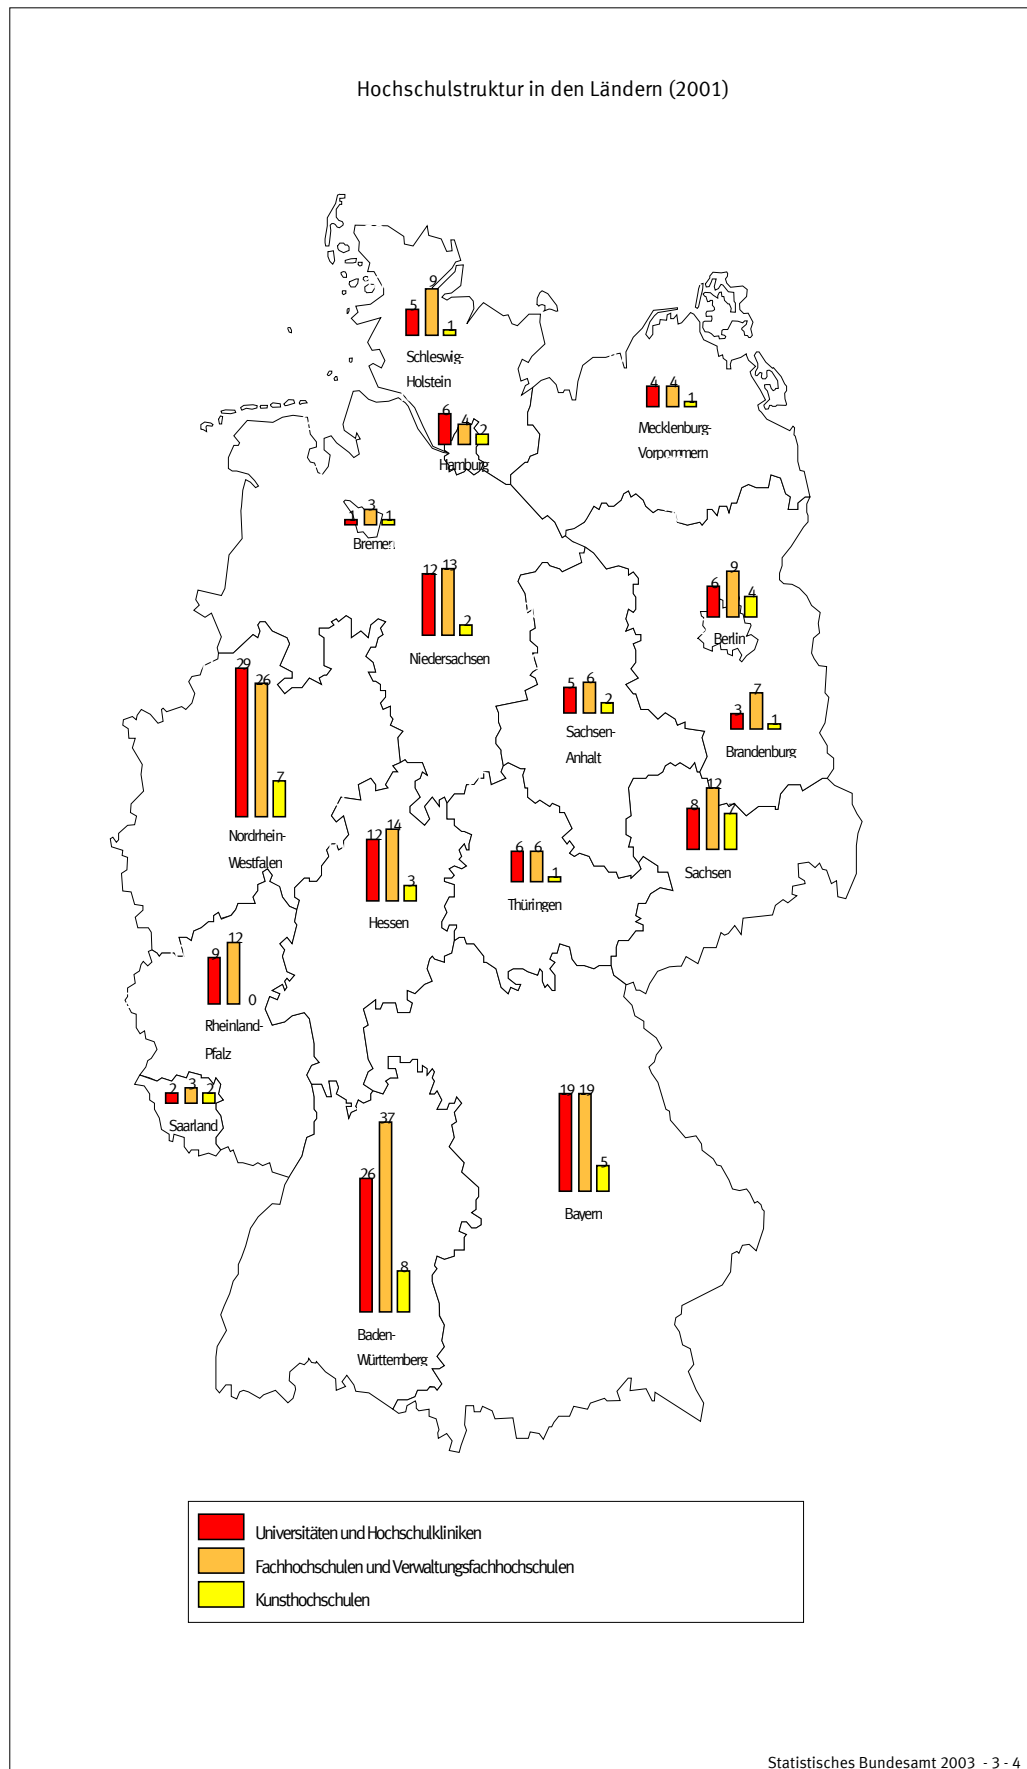 Hochschulstruktur in den Ländern (2001)
9
5
1
Schleswig-
Holstein
4 4
1
Mecklenburg-
Vorpommern
6
4
2
Hamburg
3
1 1
Bremen
12 13
2
Niedersachsen
9
6
4
Berlin
29
26
7
Nordrhein-
Westfalen
5 6
2
Sachsen-
Anhalt
7
3
1
Brandenburg
12
8
7
Sachsen
12 14
3
Hessen
6 6
1
Thüringen
12
9
0
Rheinland-
Pfalz
2 3 2
Saarland
19 19
5
Bayern
37
26
8
Baden-
Württemberg
Universitäten und Hochschulkliniken
Fachhochschulen und Verwaltungsfachhochschulen
Kunsthochschulen
Statistisches Bundesamt 2003 - 3 - 4